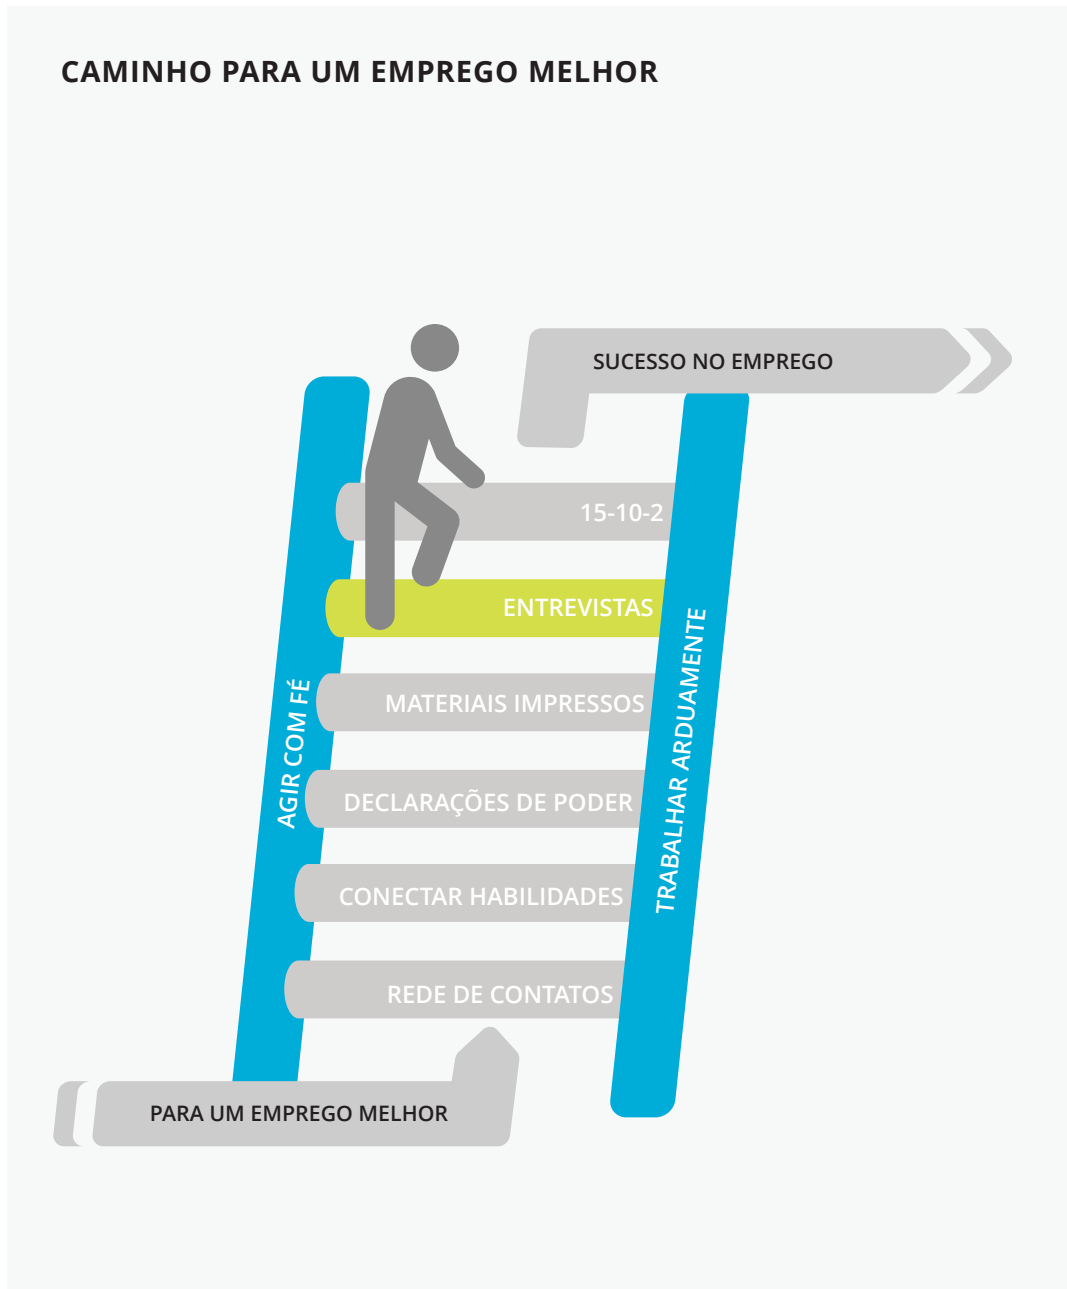 CAMINHO PARA UM EMPREGO MELHOR
SUCESSO NO EMPREGO
15-10-2
ENTREVISTAS
MATERIAIS IMPRESSOS
DECLARAÇÕES DE PODER
CONECTAR HABILIDADES
REDE DE CONTATOS
AGIR COM FÉ
TRABALHAR ARDUAMENTE
PARA UM EMPREGO MELHOR